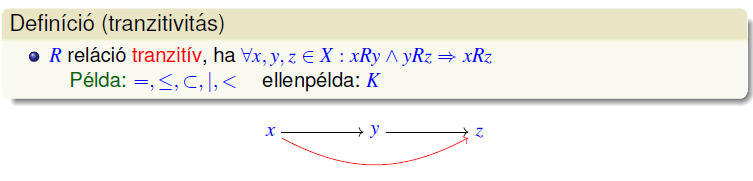 Definíció (tranzitivitás)
R reláció tranzitív, ha ∀x, y, z ∈ X : xRy ∧ yRz ⇒ xRz
Példa: =, ≤, ⊂, |, < ellenpélda: K
x y z